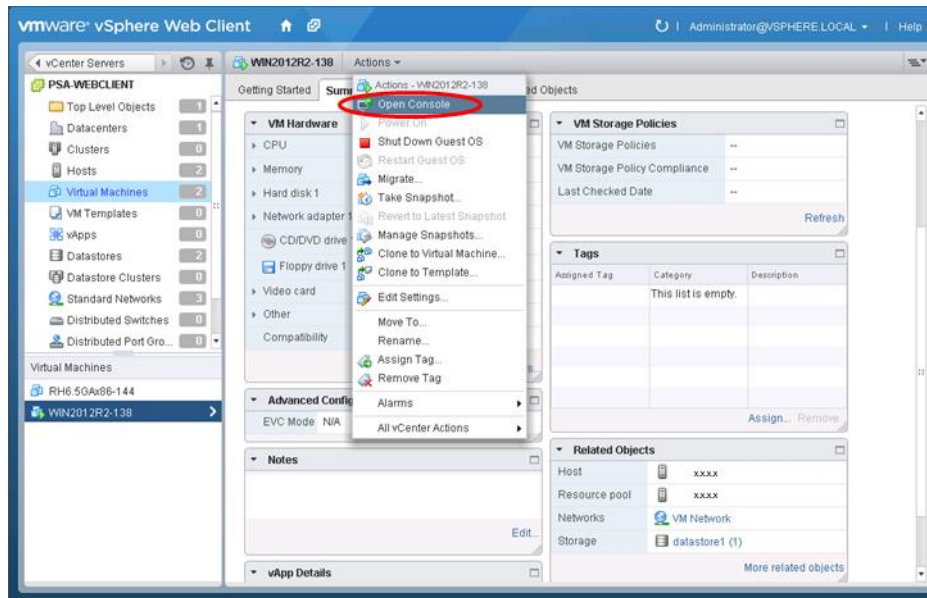 vmware® vSphere Web Client
Administrator@VSPHERE.LOCAL
Help
vCenter Servers
PSA-WEBCLIENT
Top Level Objects 1
Datacenters 1
Clusters 0
Hosts 2
Virtual Machines 2
VM Templates 0
vApps 0
Datastores 2
Datastore Clusters 0
Standard Networks 3
Distributed Switches 0
Distributed Port Gro... 0
Virtual Machines
RH6.5GAx86-144
WIN2012R2-138
WIN2012R2-138 Actions
Getting Started
Actions - WIN2012R2-138
Open Console
Power On
Shut Down Guest OS
Restart Guest OS
Migrate...
Take Snapshot...
Revert to Latest Snapshot
Manage Snapshots...
Clone to Virtual Machine...
Clone to Template...
Edit Settings...
Move To...
Rename...
Assign Tag...
Remove Tag
Alarms
All vCenter Actions
Objects
VM Hardware
CPU
Memory
Hard disk 1
Network adapter 1
CD/DVD drive
Floppy drive 1
Video card
Other
Compatibility
Advanced Config
EVC Mode N/A
Notes
Edit...
vApp Details
VM Storage Policies
VM Storage Policies --
VM Storage Policy Compliance --
Last Checked Date --
Refresh
Tags
Assigned Tag Category Description
This list is empty.
Assign... Remove...
Related Objects
Host xxxx
Resource pool xxxx
Networks VM Network
Storage datastore1 (1)
More related objects